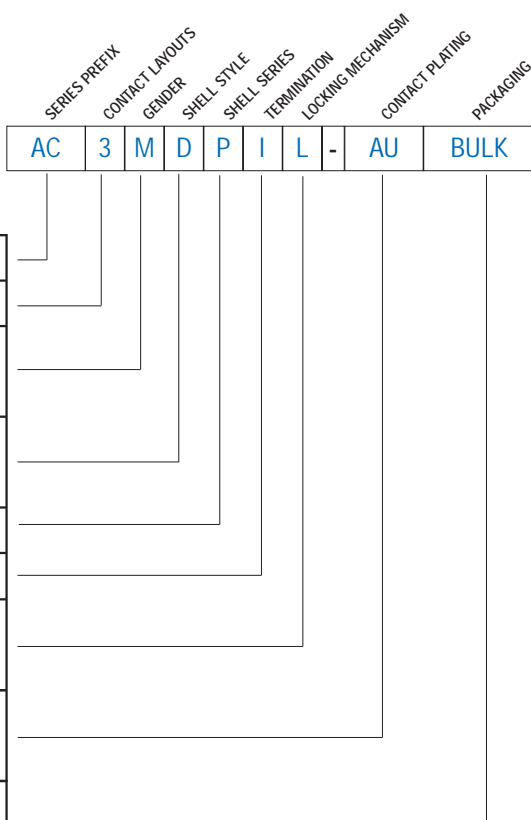 SERIES PREFIX
CONTACT LAYOUTS
GENDER
SHELL STYLE
SHELL SERIES
TERMINATION
LOCKING MECHANISM
CONTACT PLATING
PACKAGING
AC 3 M D P I L - AU BULK